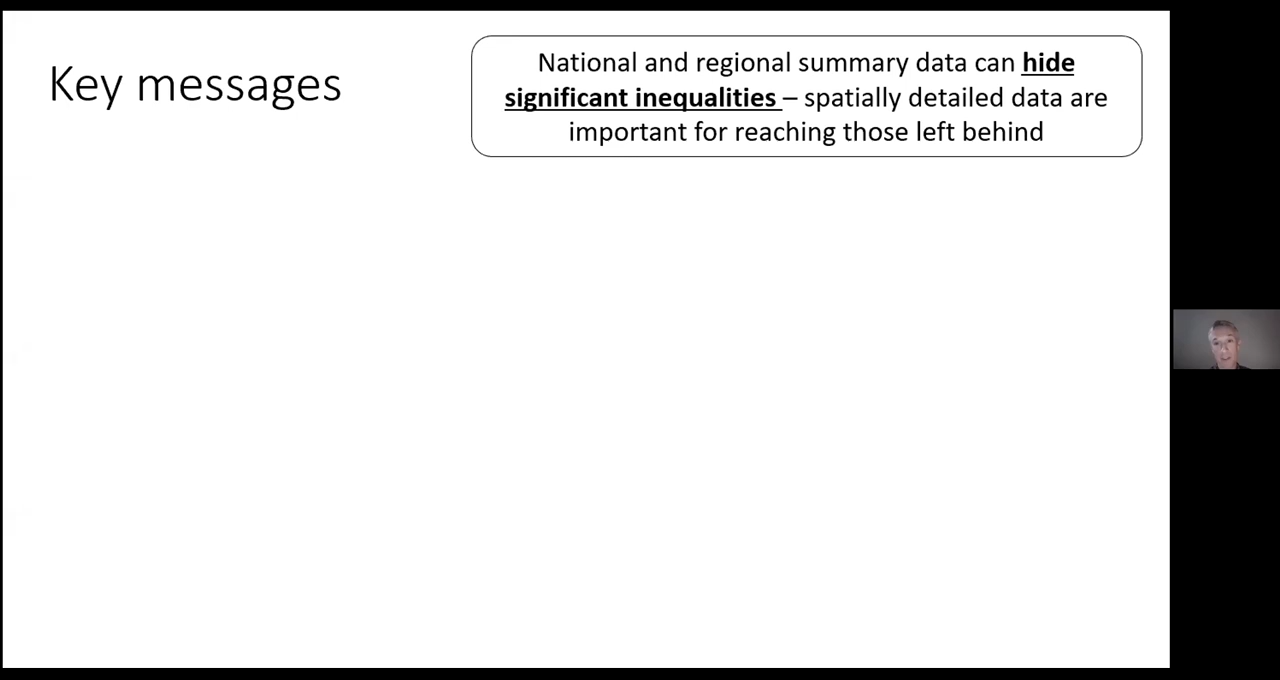 Key messages
National and regional summary data can hide
significant inequalities – spatially detailed data are
important for reaching those left behind